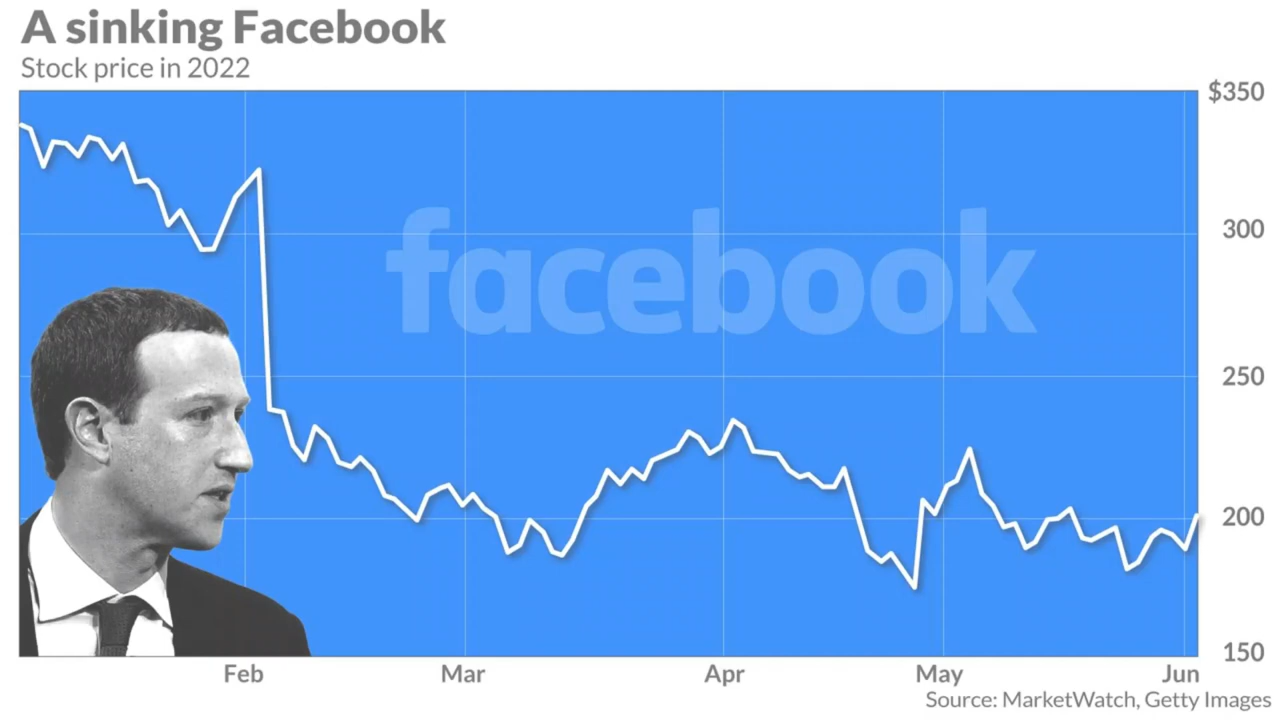 A sinking Facebook
Stock price in 2022
$350
facebook
300
250
200
150
Feb Mar Apr May Jun
Source: MarketWatch, Getty Images